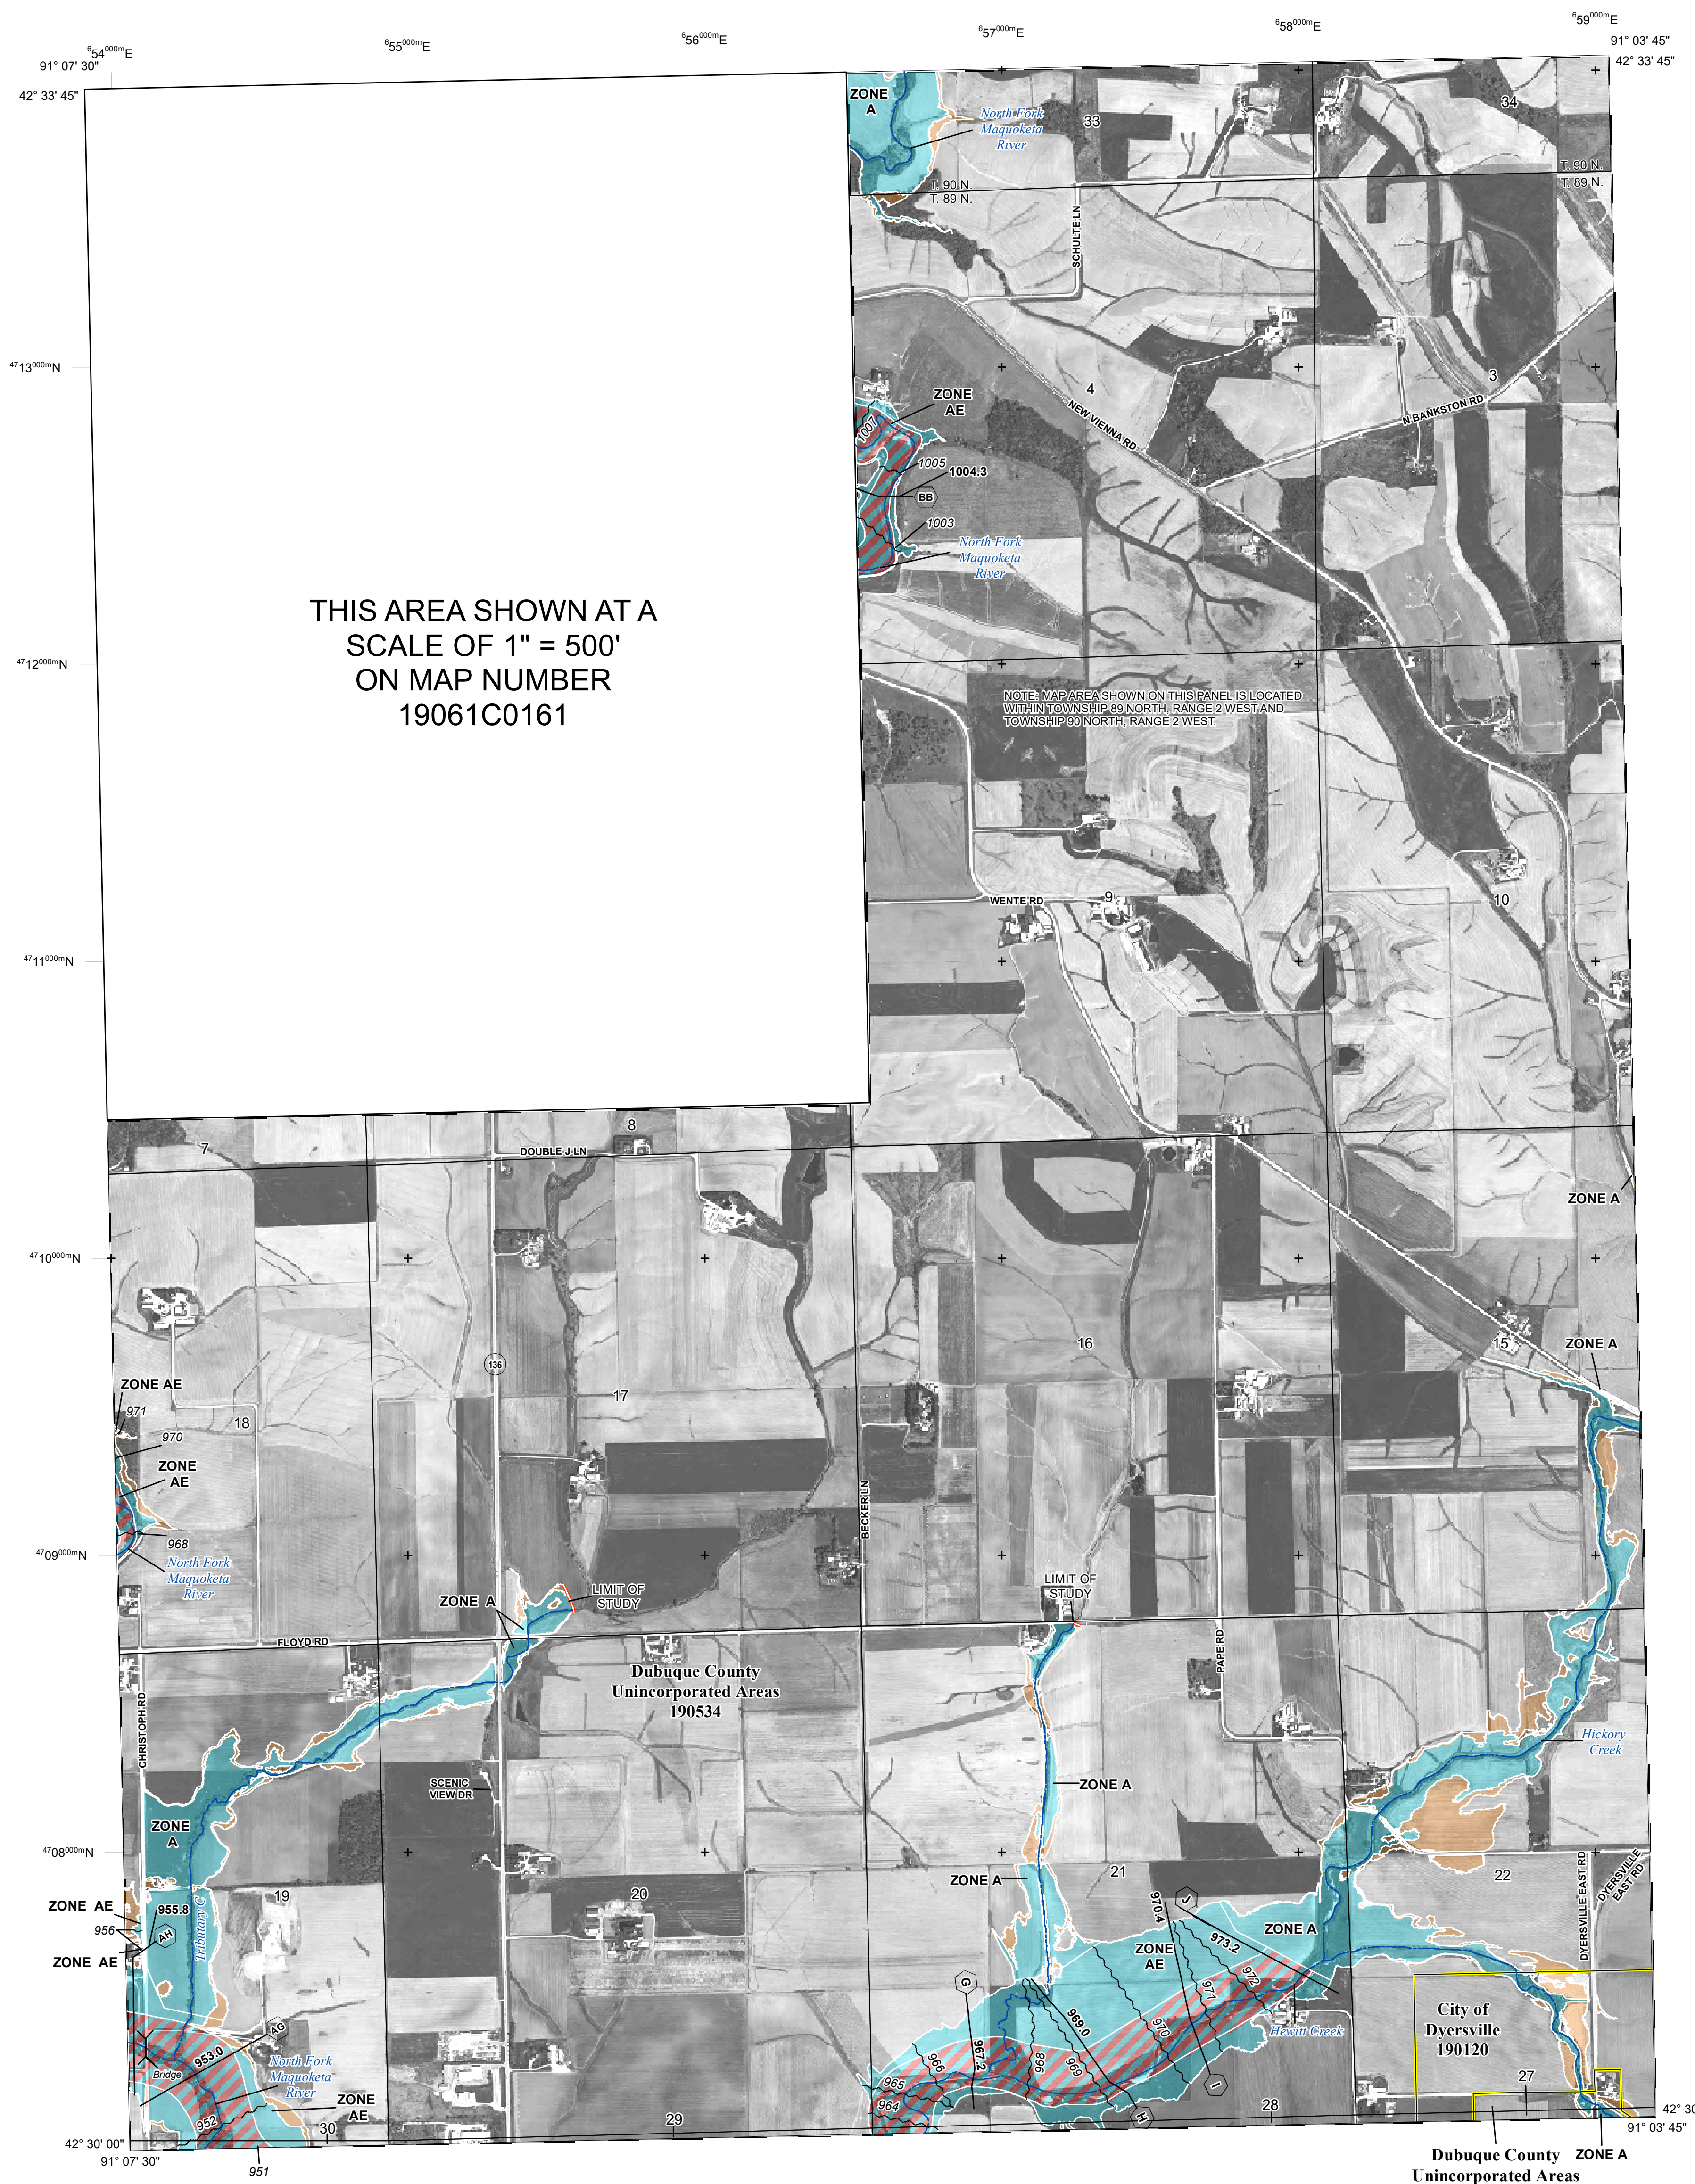 654000mE
655000mE
656000mE
657000mE
658000mE
659000mE
91° 07' 30"
91° 03' 45"
42° 33' 45"
42° 33' 45"
ZONE
A
North Fork
Maquoketa
River
33
34
T. 90 N.
T. 89 N.
T. 90 N.
T. 89 N.
SCHULTE LN
4713000mN
4
3
NEW VIENNA RD
N BANKSTON RD
ZONE
AE
1007
1005
1004.3
BB
1003
North Fork
Maquoketa
River
THIS AREA SHOWN AT A
SCALE OF 1" = 500'
ON MAP NUMBER
19061C0161
4712000mN
NOTE: MAP AREA SHOWN ON THIS PANEL IS LOCATED
WITHIN TOWNSHIP 89 NORTH, RANGE 2 WEST AND
TOWNSHIP 90 NORTH, RANGE 2 WEST.
WENTE RD
9
10
4711000mN
7
8
DOUBLE J LN
ZONE A
4710000mN
136
16
15
ZONE A
ZONE AE
971
18
17
970
ZONE
AE
968
North Fork
Maquoketa
River
BECKER LN
4709000mN
ZONE A
LIMIT OF
STUDY
LIMIT OF
STUDY
FLOYD RD
PAPE RD
Dubuque County
Unincorporated Areas
190534
CHRISTOPH RD
Hickory
Creek
SCENIC
VIEW DR
ZONE A
ZONE
A
4708000mN
21
22
ZONE A
DYERSVILLE EAST RD
DYERSVILLE
EAST RD
19
20
ZONE AE
955.8
956
AH
ZONE AE
Tributary C
970.4
J
973.2
ZONE A
ZONE
AE
972
971
970
G
969.0
967.2
966
968
969
965
964
I
H
Hewitt Creek
City of
Dyersville
190120
AG
953.0
Bridge
North Fork
Maquoketa
River
952
ZONE
AE
30
29
28
27
42° 30' 00"
91° 07' 30"
951
42° 30
91° 03' 45"
Dubuque County
Unincorporated Areas
ZONE A